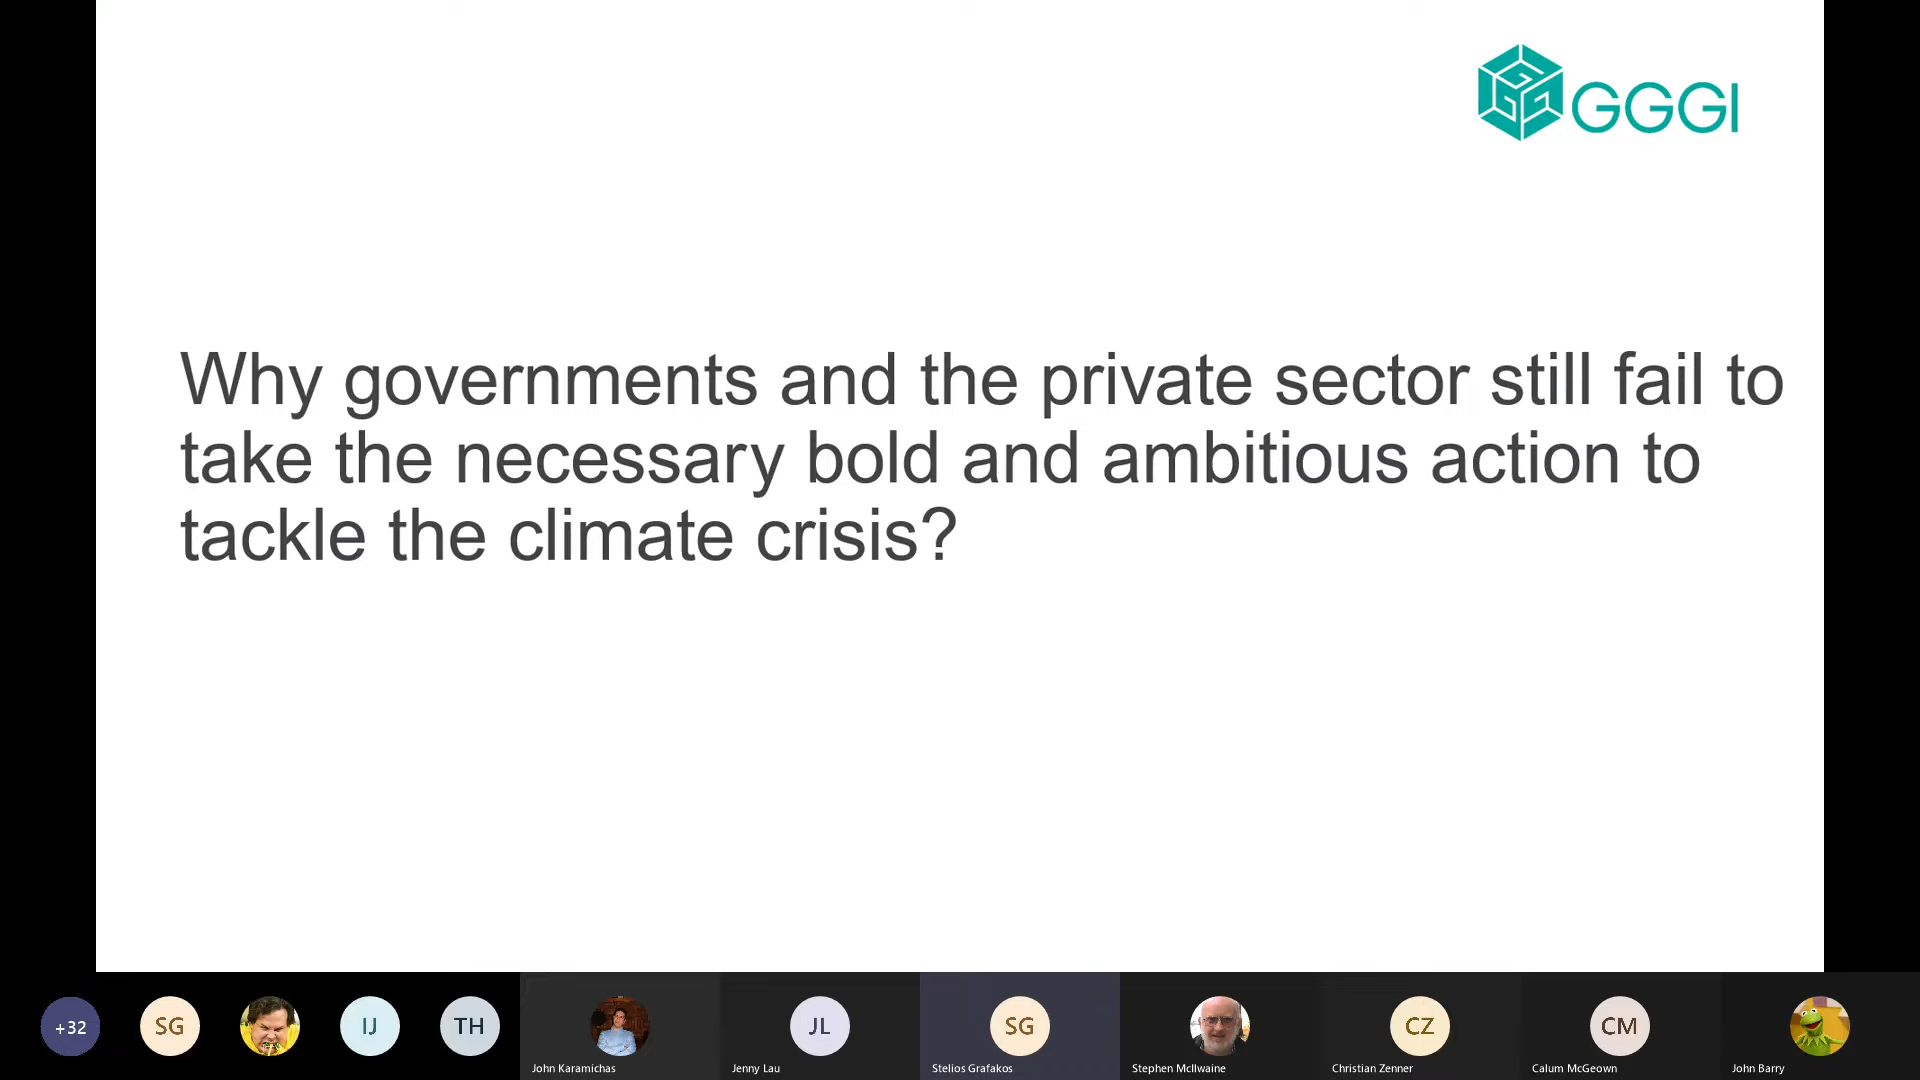 GGGI
Why governments and the private sector still fail to
take the necessary bold and ambitious action to
tackle the climate crisis?
+32
SG
IJ
TH
JL
SG
CZ
CM
John Karamichas
Jenny Lau
Stelios Grafakos
Stephen McIlwaine
Christian Zenner
Calum McGeown
John Barry